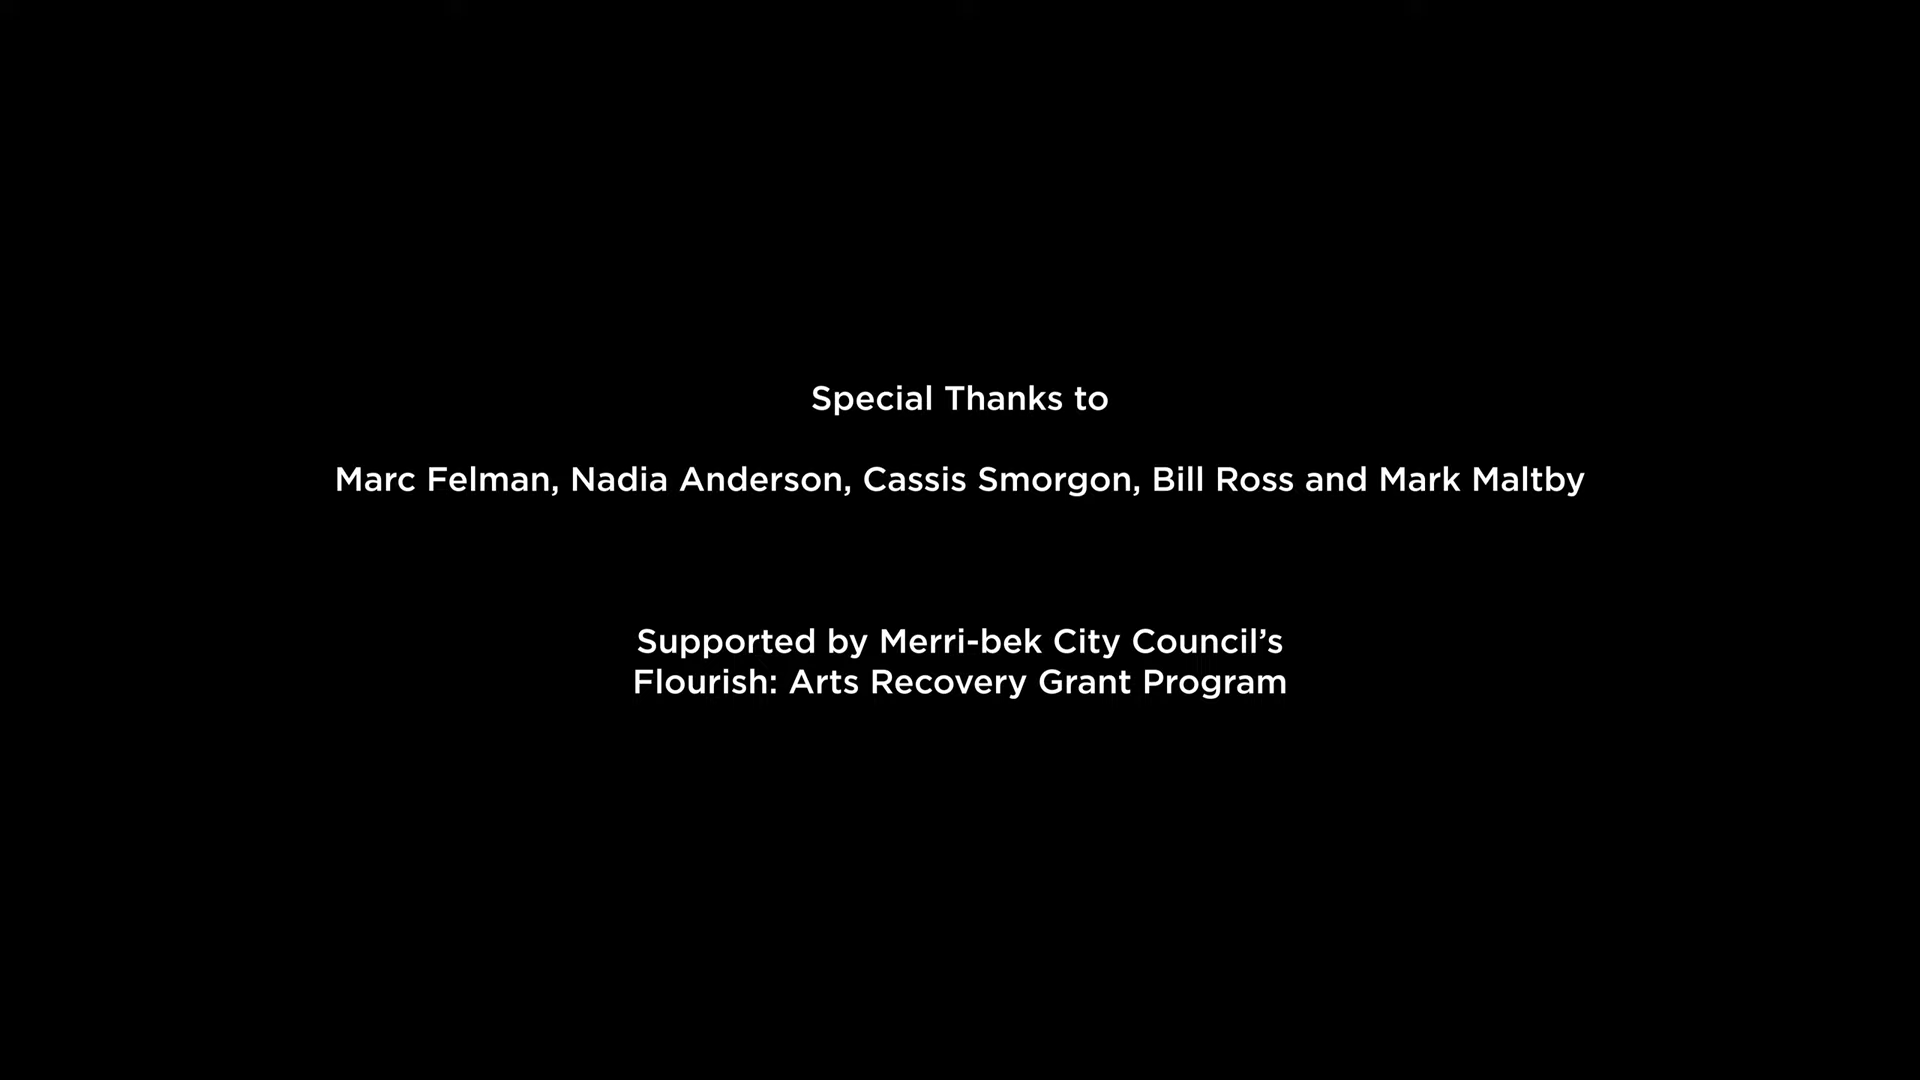 Special Thanks to
Marc Felman, Nadia Anderson, Cassis Smorgon, Bill Ross and Mark Maltby
Supported by Merri-bek City Council’s
Flourish: Arts Recovery Grant Program